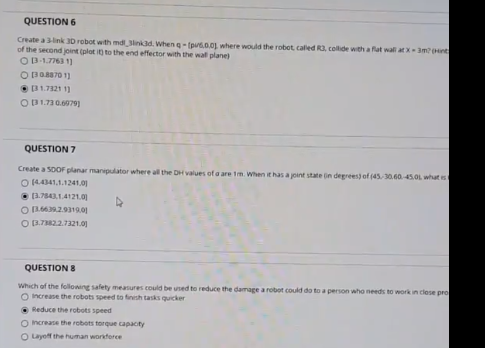 QUESTION 6
Create a 3-link 3D robot with mdl_3link3d. When q = [pi/6,0,0], where would the robot, called R3, collide with a flat wall at x = 3m? (Hint:
of the second joint (plot it) to the end effector with the wall plane)
[3 -1.7763 1]
[3 0.8870 1]
[3 1.7321 1]
[3 1.73 0.6979]
QUESTION 7
Create a 5DOF planar manipulator where all the DH values of a are 1m. When it has a joint state (in degrees) of (45,-30,60,-45,0), what is
[4.4341,1.1241,0]
[3.7843,1.4121,0]
[3.6639,2.9319,0]
[3.7382,2.7321,0]
QUESTION 8
Which of the following safety measures could be used to reduce the damage a robot could do to a person who needs to work in close pro
Increase the robots speed to finish tasks quicker
Reduce the robots speed
Increase the robots torque capacity
Layoff the human workforce